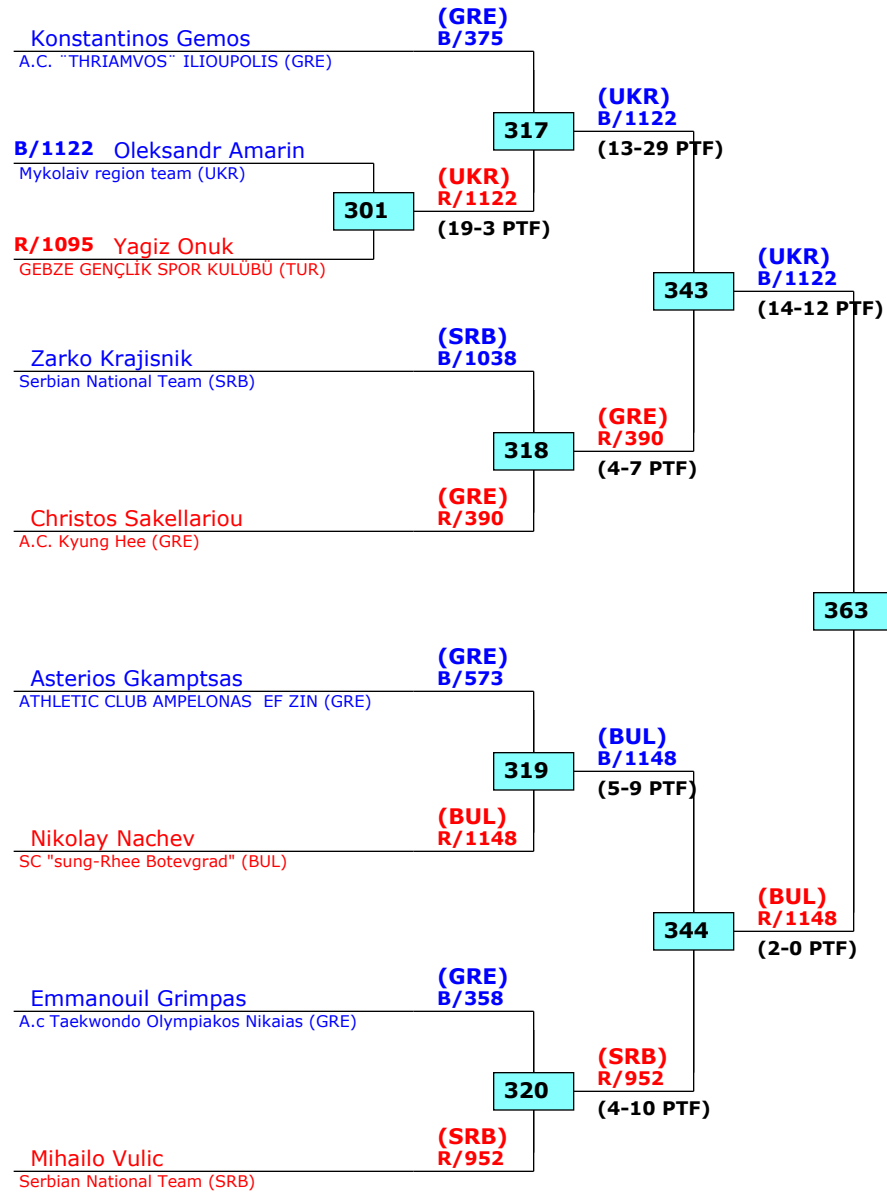 (GRE)
Konstantinos Gemos B/375
A.C. ¨THRIAMVOS¨ ILIOUPOLIS (GRE)
(UKR)
317 B/1122
(13-29 PTF)
B/1122 Oleksandr Amarin
Mykolaiv region team (UKR)
(UKR)
301 R/1122
(19-3 PTF)
R/1095 Yagiz Onuk
GEBZE GENÇLİK SPOR KULÜBÜ (TUR)
(UKR)
343 B/1122
(14-12 PTF)
(SRB)
Zarko Krajisnik B/1038
Serbian National Team (SRB)
(GRE)
318 R/390
(4-7 PTF)
(GRE)
Christos Sakellariou R/390
A.C. Kyung Hee (GRE)
363
(GRE)
Asterios Gkamptsas B/573
ATHLETIC CLUB AMPELONAS EF ZIN (GRE)
(BUL)
319 B/1148
(5-9 PTF)
(BUL)
Nikolay Nachev R/1148
SC "sung-Rhee Botevgrad" (BUL)
(BUL)
344 R/1148
(2-0 PTF)
(GRE)
Emmanouil Grimpas B/358
A.c Taekwondo Olympiakos Nikaias (GRE)
(SRB)
320 R/952
(4-10 PTF)
(SRB)
Mihailo Vulic R/952
Serbian National Team (SRB)